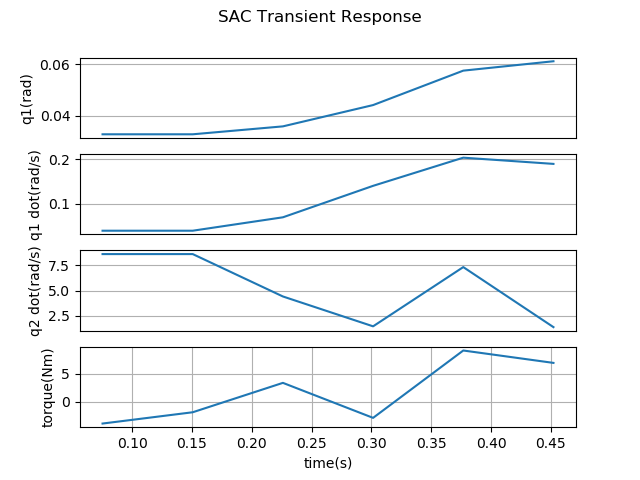 SAC Transient Response
q1(rad)
0.06
0.04
q1 dot(rad/s)
0.2
0.1
q2 dot(rad/s)
7.5
5.0
2.5
torque(Nm)
5
0
0.10 0.15 0.20 0.25 0.30 0.35 0.40 0.45
time(s)